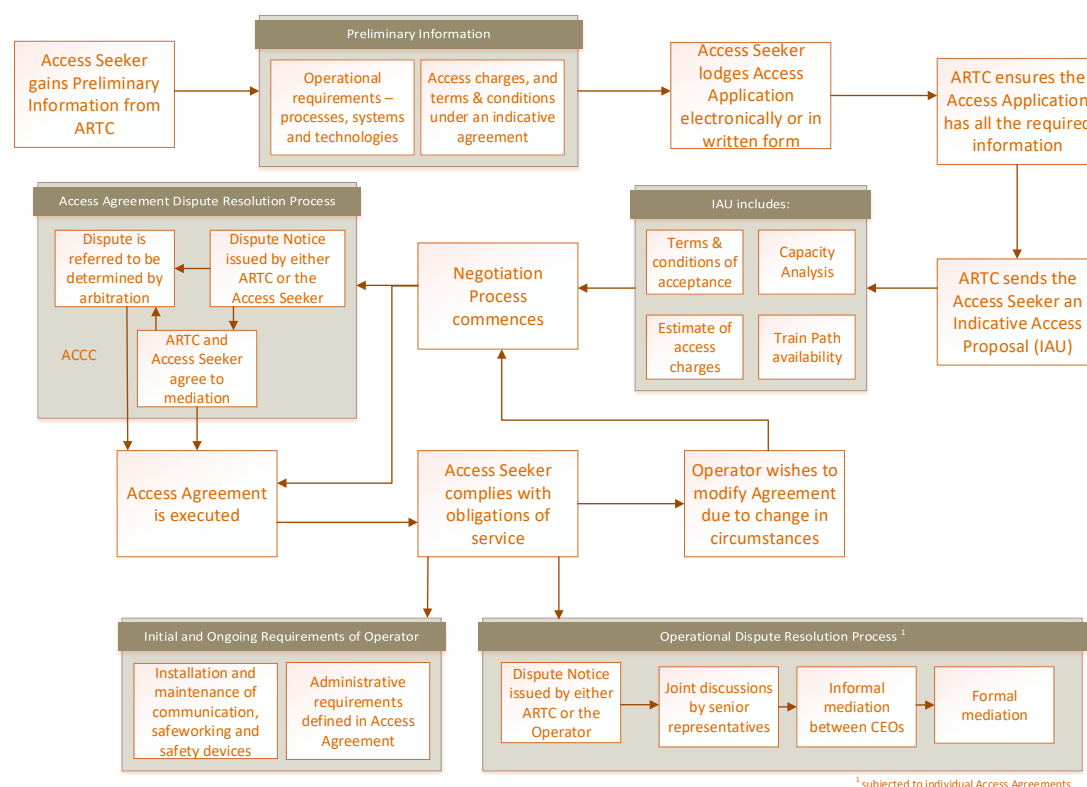 Access Seeker
gains Preliminary
Information from
ARTC
Preliminary Information
Operational
requirements –
processes, systems
and technologies
Access charges, and
terms & conditions
under an indicative
agreement
Access Seeker
lodges Access
Application
electronically or in
written form
ARTC ensures the
Access Application
has all the required
information
Access Agreement Dispute Resolution Process
Dispute is
referred to be
determined by
arbitration
Dispute Notice
issued by either
ARTC or the
Access Seeker
ACCC
ARTC and
Access Seeker
agree to
mediation
Negotiation
Process
commences
IAU includes:
Terms &
conditions of
acceptance
Capacity
Analysis
Estimate of
access
charges
Train Path
availability
ARTC sends the
Access Seeker an
Indicative Access
Proposal (IAU)
Access Agreement
is executed
Access Seeker
complies with
obligations of
service
Operator wishes to
modify Agreement
due to change in
circumstances
Initial and Ongoing Requirements of Operator
Installation and
maintenance of
communication,
safeworking and
safety devices
Administrative
requirements
defined in Access
Agreement
Operational Dispute Resolution Process 1
Dispute Notice
issued by either
ARTC or the
Operator
Joint discussions
by senior
representatives
Informal
mediation
between CEOs
Formal
mediation
1 subjected to individual Access Agreements